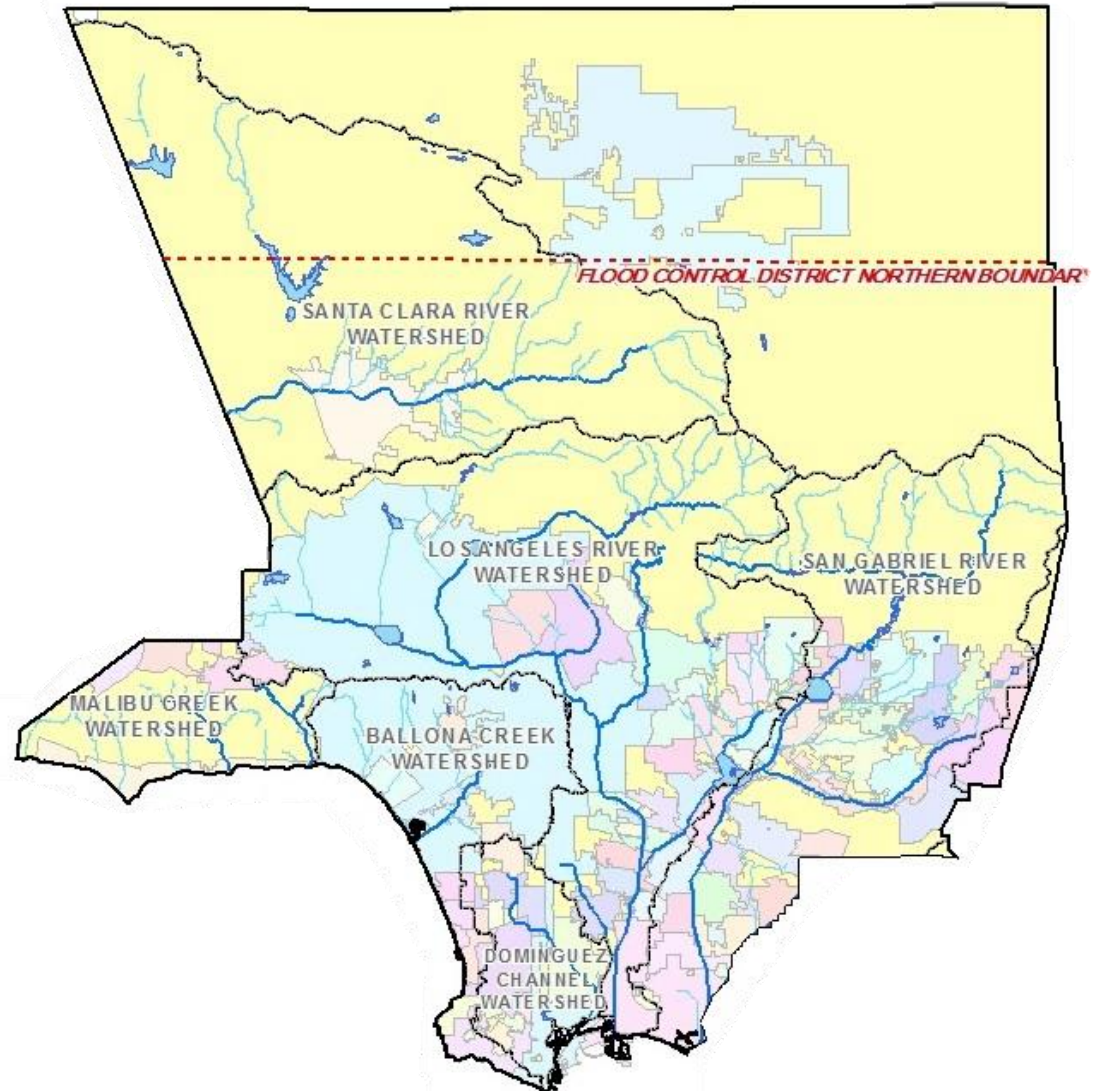 FLOOD CONTROL DISTRICT NORTHERN BOUNDAR
SANTA CLARA RIVER
WATERSHED
LOS ANGELES RIVER
WATERSHED
SAN GABRIEL RIVER
WATERSHED
MALIBU CREEK
WATERSHED
BALLONA CREEK
WATERSHED
DOMINGUEZ
CHANNEL
WATERSHED